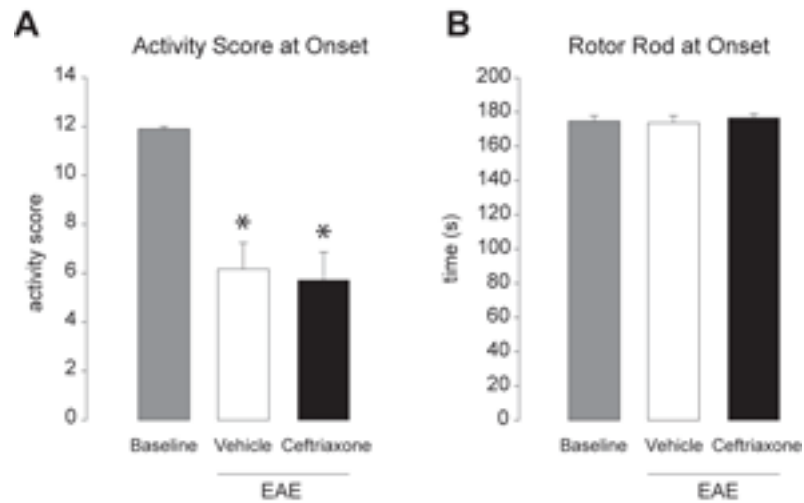 A
Activity Score at Onset
14
12
10
8
6
4
2
0
activity score
*
*
Baseline
Vehicle
Ceftriaxone
EAE
B
Rotor Rod at Onset
200
180
160
140
120
100
80
60
40
20
0
time (s)
Baseline
Vehicle
Ceftriaxone
EAE